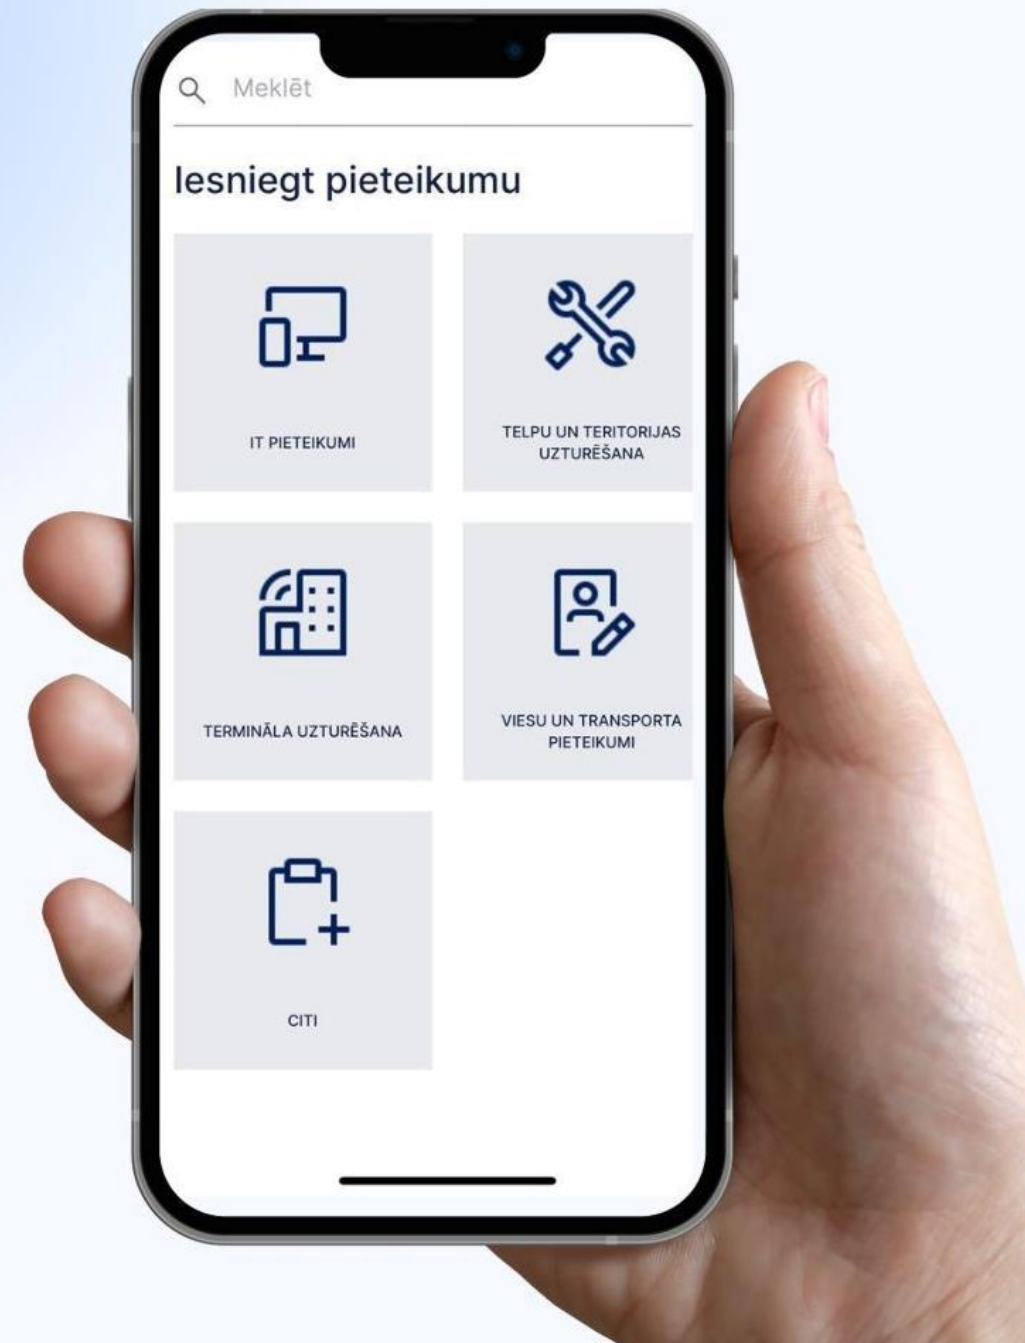 Meklēt
Iesniegt pieteikumu
IT PIETEIKUMI
TELPU UN TERITORIJAS
UZTURĒŠANA
TERMINĀLA UZTURĒŠANA
VIESU UN TRANSPORTA
PIETEIKUMI
CITI